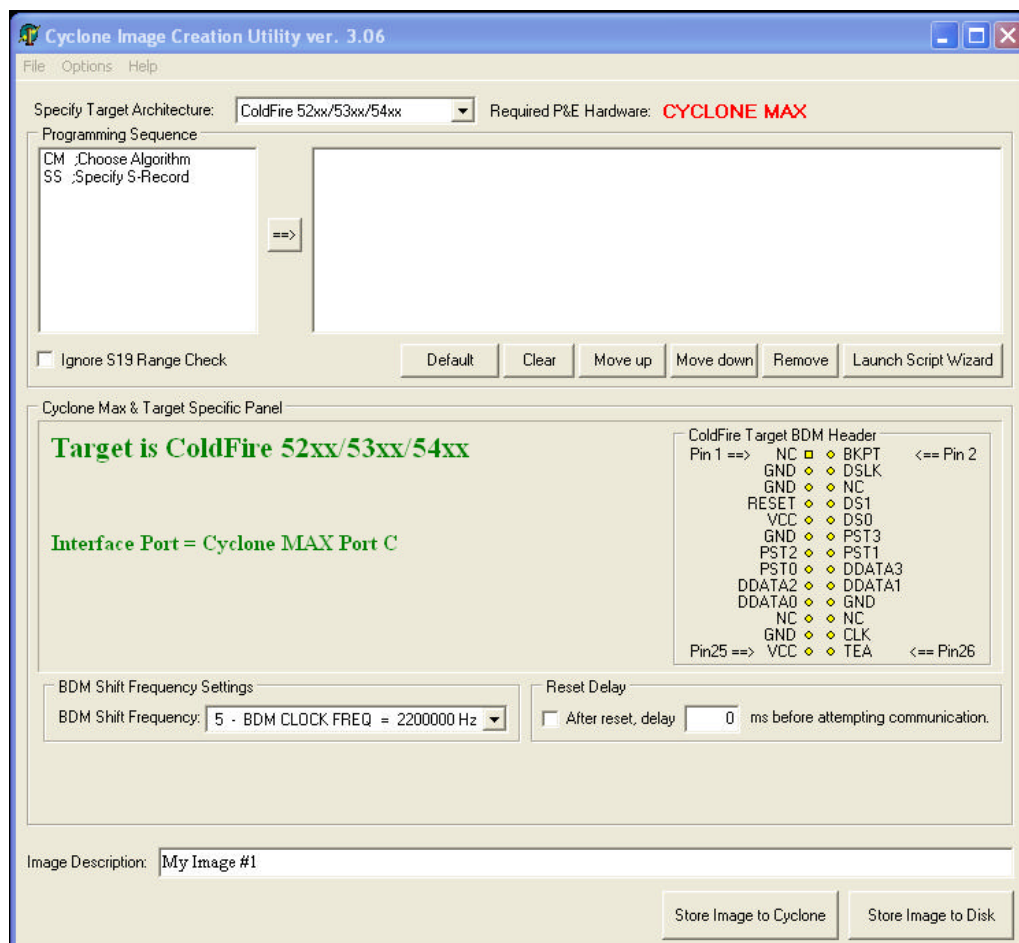 Cyclone Image Creation Utility ver. 3.06
File Options Help
Specify Target Architecture: ColdFire 52xx/53xx/54xx Required P&E Hardware: CYCLONE MAX
Programming Sequence
CM ;Choose Algorithm
SS ;Specify S-Record
==>
Ignore S19 Range Check Default Clear Move up Move down Remove Launch Script Wizard
Cyclone Max & Target Specific Panel
Target is ColdFire 52xx/53xx/54xx
Interface Port = Cyclone MAX Port C
ColdFire Target BDM Header
Pin 1 ==> NC BKPT <== Pin 2
GND DSLK
GND NC
RESET DS1
VCC DS0
GND PST3
PST2 PST1
PST0 DDATA3
DDATA2 DDATA1
DDATA0 GND
NC NC
GND CLK
Pin25 ==> VCC TEA <== Pin26
BDM Shift Frequency Settings
BDM Shift Frequency: 5 - BDM CLOCK FREQ = 2200000 Hz
Reset Delay
After reset, delay 0 ms before attempting communication.
Image Description: My Image #1
Store Image to Cyclone Store Image to Disk